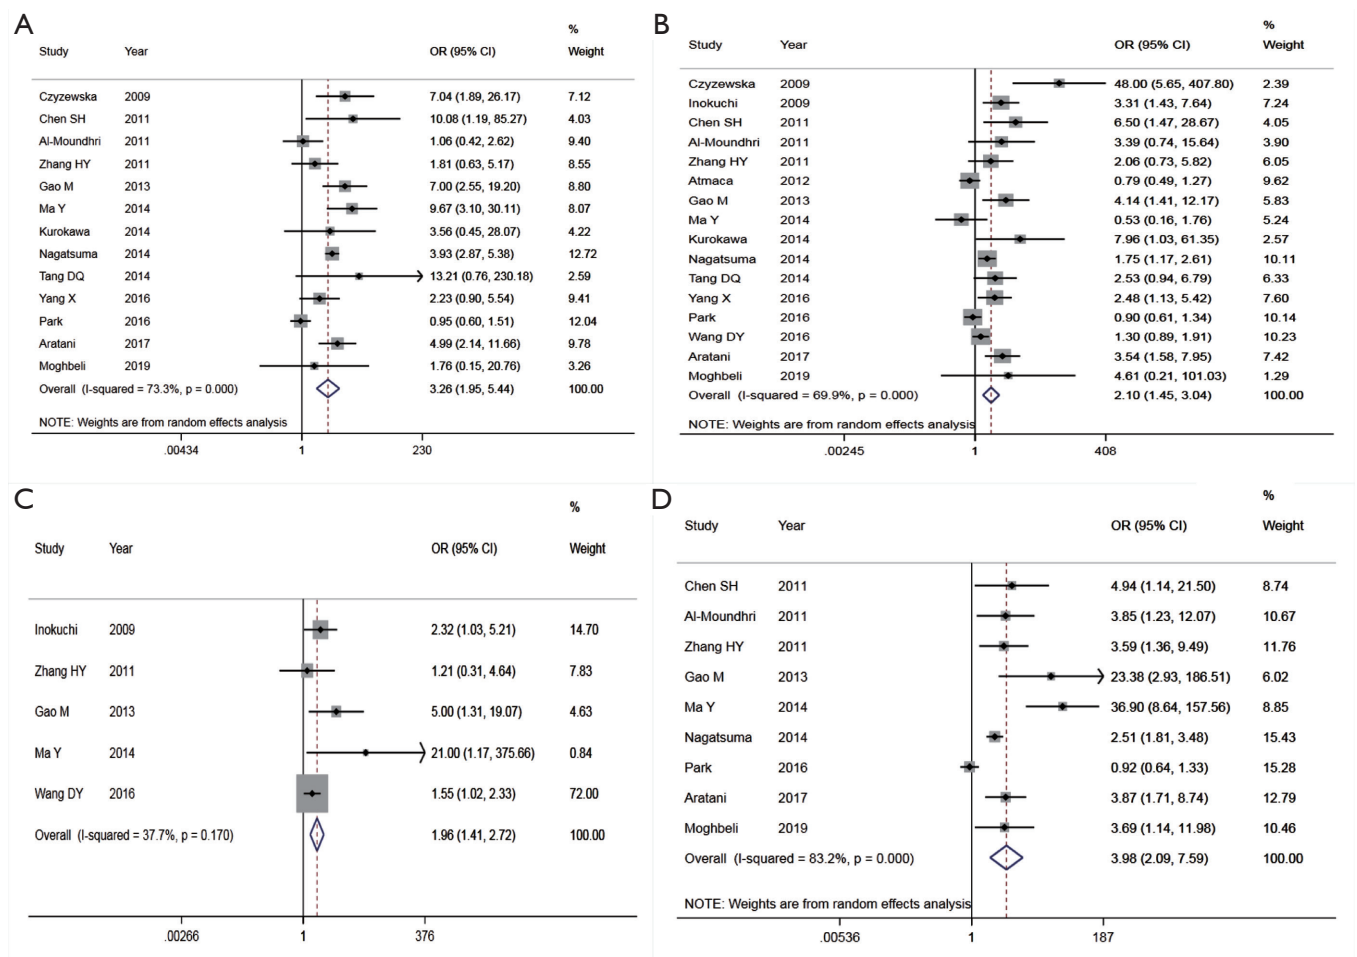 A
%
Study Year OR (95% CI) Weight
Czyzewska 2009 7.04 (1.89, 26.17) 7.12
Chen SH 2011 10.08 (1.19, 85.27) 4.03
Al-Moundhri 2011 1.06 (0.42, 2.62) 9.40
Zhang HY 2011 1.81 (0.63, 5.17) 8.55
Gao M 2013 7.00 (2.55, 19.20) 8.80
Ma Y 2014 9.67 (3.10, 30.11) 8.07
Kurokawa 2014 3.56 (0.45, 28.07) 4.22
Nagatsuma 2014 3.93 (2.87, 5.38) 12.72
Tang DQ 2014 13.21 (0.76, 230.18) 2.59
Yang X 2016 2.23 (0.90, 5.54) 9.41
Park 2016 0.95 (0.60, 1.51) 12.04
Aratani 2017 4.99 (2.14, 11.66) 9.78
Moghbeli 2019 1.76 (0.15, 20.76) 3.26
Overall (I-squared = 73.3%, p = 0.000) 3.26 (1.95, 5.44) 100.00
NOTE: Weights are from random effects analysis
.00434 1 230
B
%
Study Year OR (95% CI) Weight
Czyzewska 2009 48.00 (5.65, 407.80) 2.39
Inokuchi 2009 3.31 (1.43, 7.64) 7.24
Chen SH 2011 6.50 (1.47, 28.67) 4.05
Al-Moundhri 2011 3.39 (0.74, 15.64) 3.90
Zhang HY 2011 2.06 (0.73, 5.82) 6.05
Atmaca 2012 0.79 (0.49, 1.27) 9.62
Gao M 2013 4.14 (1.41, 12.17) 5.83
Ma Y 2014 0.53 (0.16, 1.76) 5.24
Kurokawa 2014 7.96 (1.03, 61.35) 2.57
Nagatsuma 2014 1.75 (1.17, 2.61) 10.11
Tang DQ 2014 2.53 (0.94, 6.79) 6.33
Yang X 2016 2.48 (1.13, 5.42) 7.60
Park 2016 0.90 (0.61, 1.34) 10.14
Wang DY 2016 1.30 (0.89, 1.91) 10.23
Aratani 2017 3.54 (1.58, 7.95) 7.42
Moghbeli 2019 4.61 (0.21, 101.03) 1.29
Overall (I-squared = 69.9%, p = 0.000) 2.10 (1.45, 3.04) 100.00
NOTE: Weights are from random effects analysis
.00245 1 408
C
%
Study Year OR (95% CI) Weight
Inokuchi 2009 2.32 (1.03, 5.21) 14.70
Zhang HY 2011 1.21 (0.31, 4.64) 7.83
Gao M 2013 5.00 (1.31, 19.07) 4.63
Ma Y 2014 21.00 (1.17, 375.66) 0.84
Wang DY 2016 1.55 (1.02, 2.33) 72.00
Overall (I-squared = 37.7%, p = 0.170) 1.96 (1.41, 2.72) 100.00
.00266 1 376
D
%
Study Year OR (95% CI) Weight
Chen SH 2011 4.94 (1.14, 21.50) 8.74
Al-Moundhri 2011 3.85 (1.23, 12.07) 10.67
Zhang HY 2011 3.59 (1.36, 9.49) 11.76
Gao M 2013 23.38 (2.93, 186.51) 6.02
Ma Y 2014 36.90 (8.64, 157.56) 8.85
Nagatsuma 2014 2.51 (1.81, 3.48) 15.43
Park 2016 0.92 (0.64, 1.33) 15.28
Aratani 2017 3.87 (1.71, 8.74) 12.79
Moghbeli 2019 3.69 (1.14, 11.98) 10.46
Overall (I-squared = 83.2%, p = 0.000) 3.98 (2.09, 7.59) 100.00
NOTE: Weights are from random effects analysis
.00536 1 187